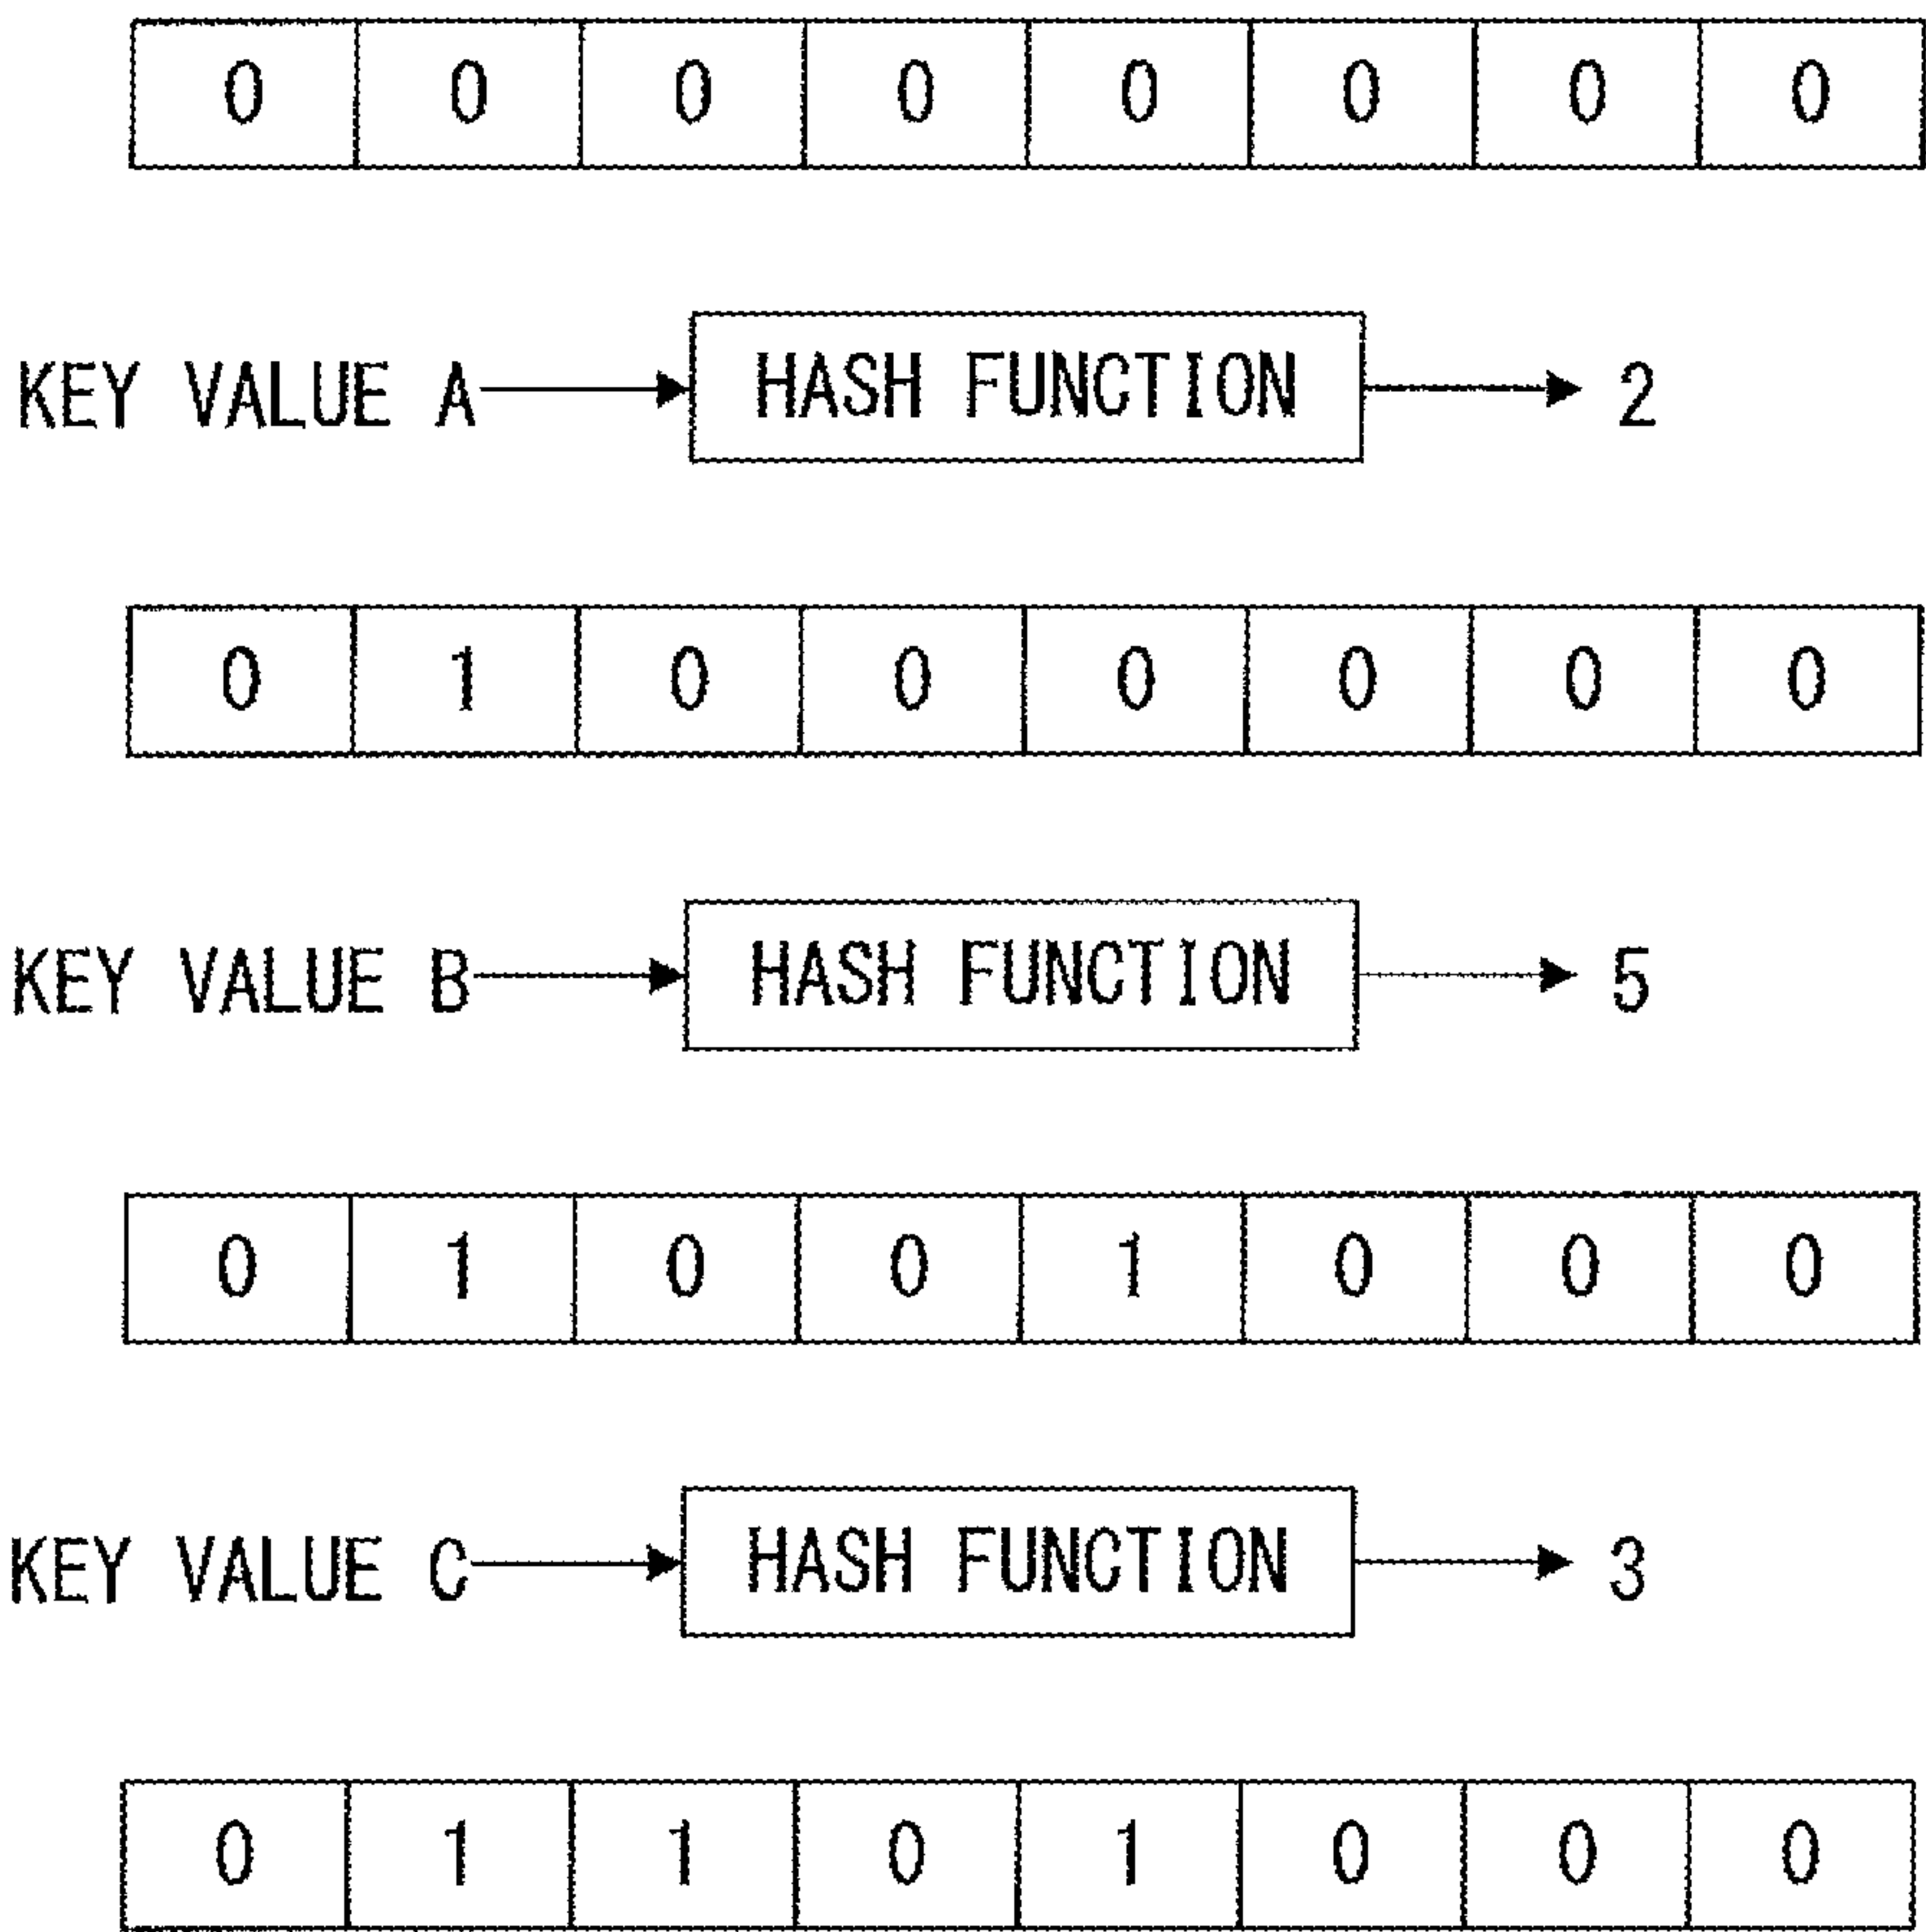 0 0 0 0 0 0 0 0
KEY VALUE A HASH FUNCTION 2
0 1 0 0 0 0 0 0
KEY VALUE B HASH FUNCTION 5
0 1 0 0 1 0 0 0
KEY VALUE C HASH FUNCTION 3
0 1 1 0 1 0 0 0